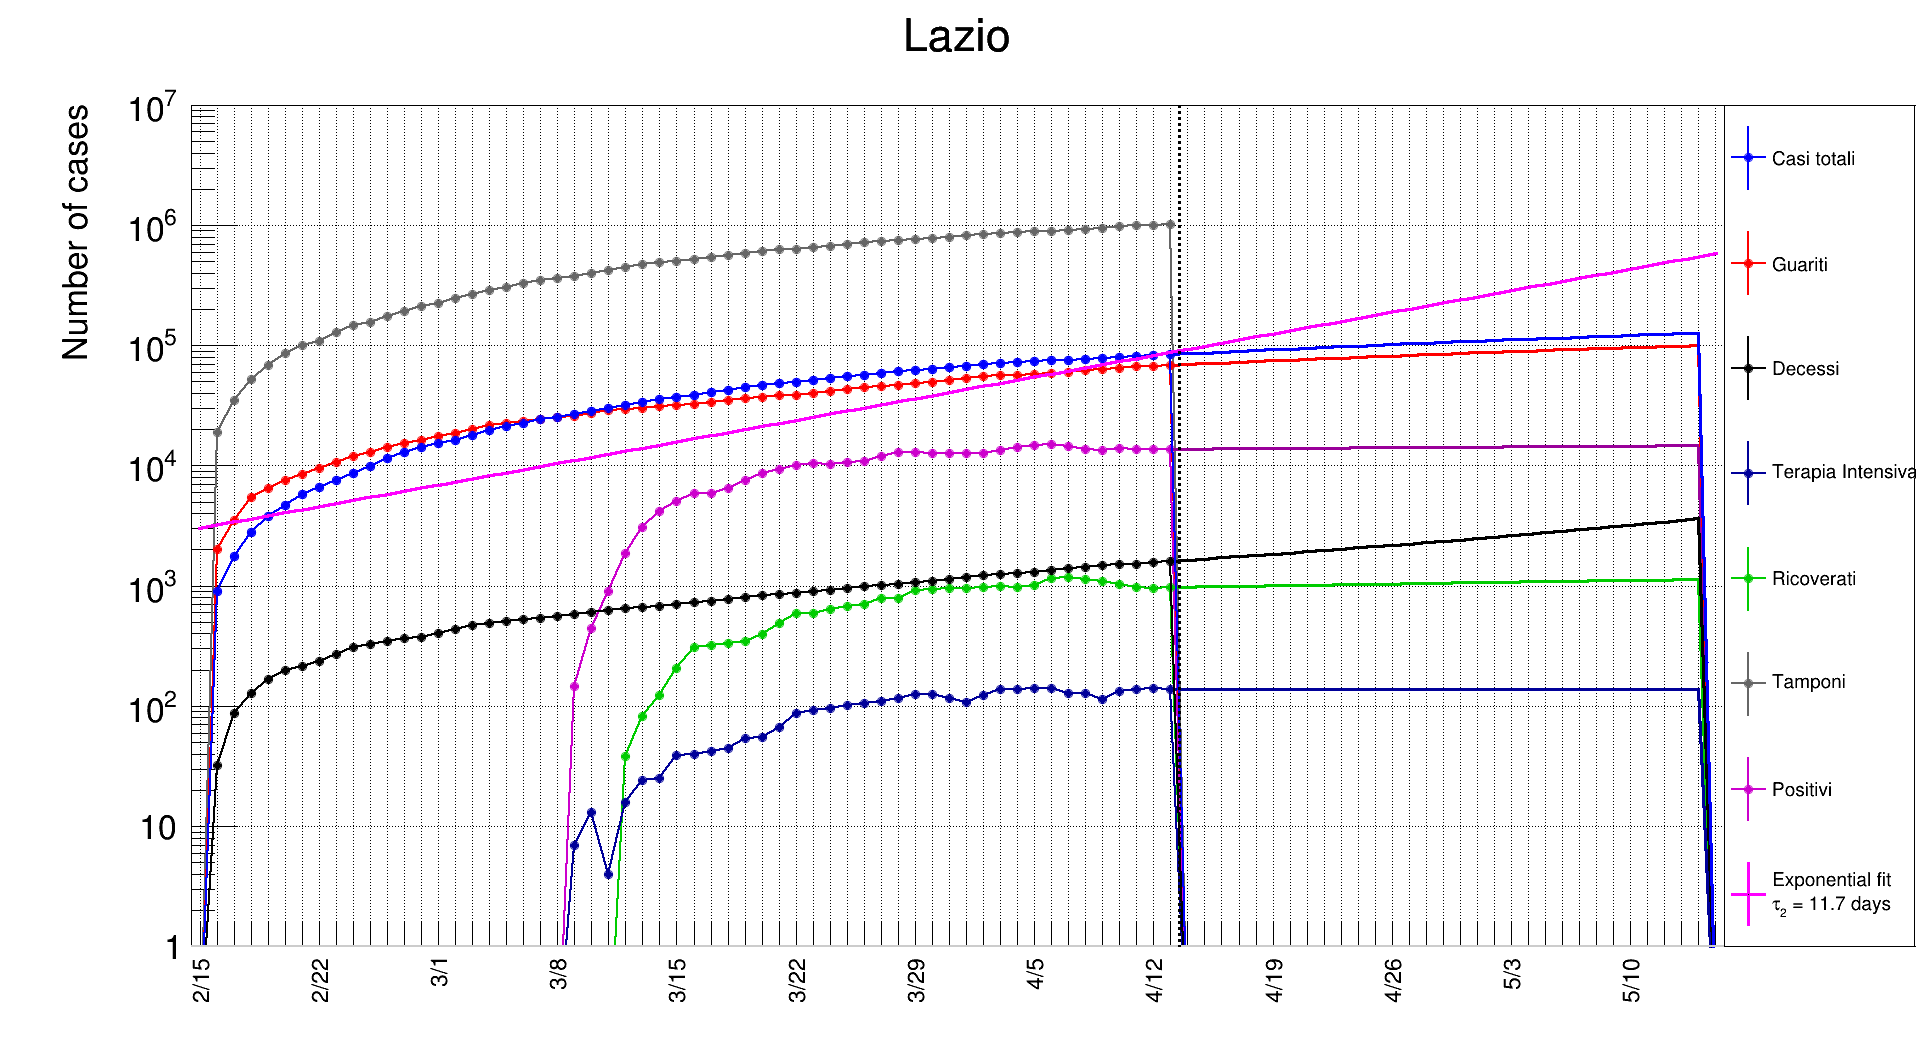 Lazio
Number of cases
10^7
10^6
10^5
10^4
10^3
10^2
10
1
2/15
2/22
3/1
3/8
3/15
3/22
3/29
4/5
4/12
4/19
4/26
5/3
5/10
Casi totali
Guariti
Decessi
Terapia Intensiva
Ricoverati
Tamponi
Positivi
Exponential fit
τ₂ = 11.7 days